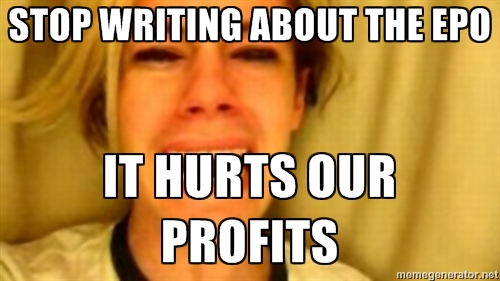 STOP WRITING ABOUT THE EPO
IT HURTS OUR
PROFITS
memegenerator.net